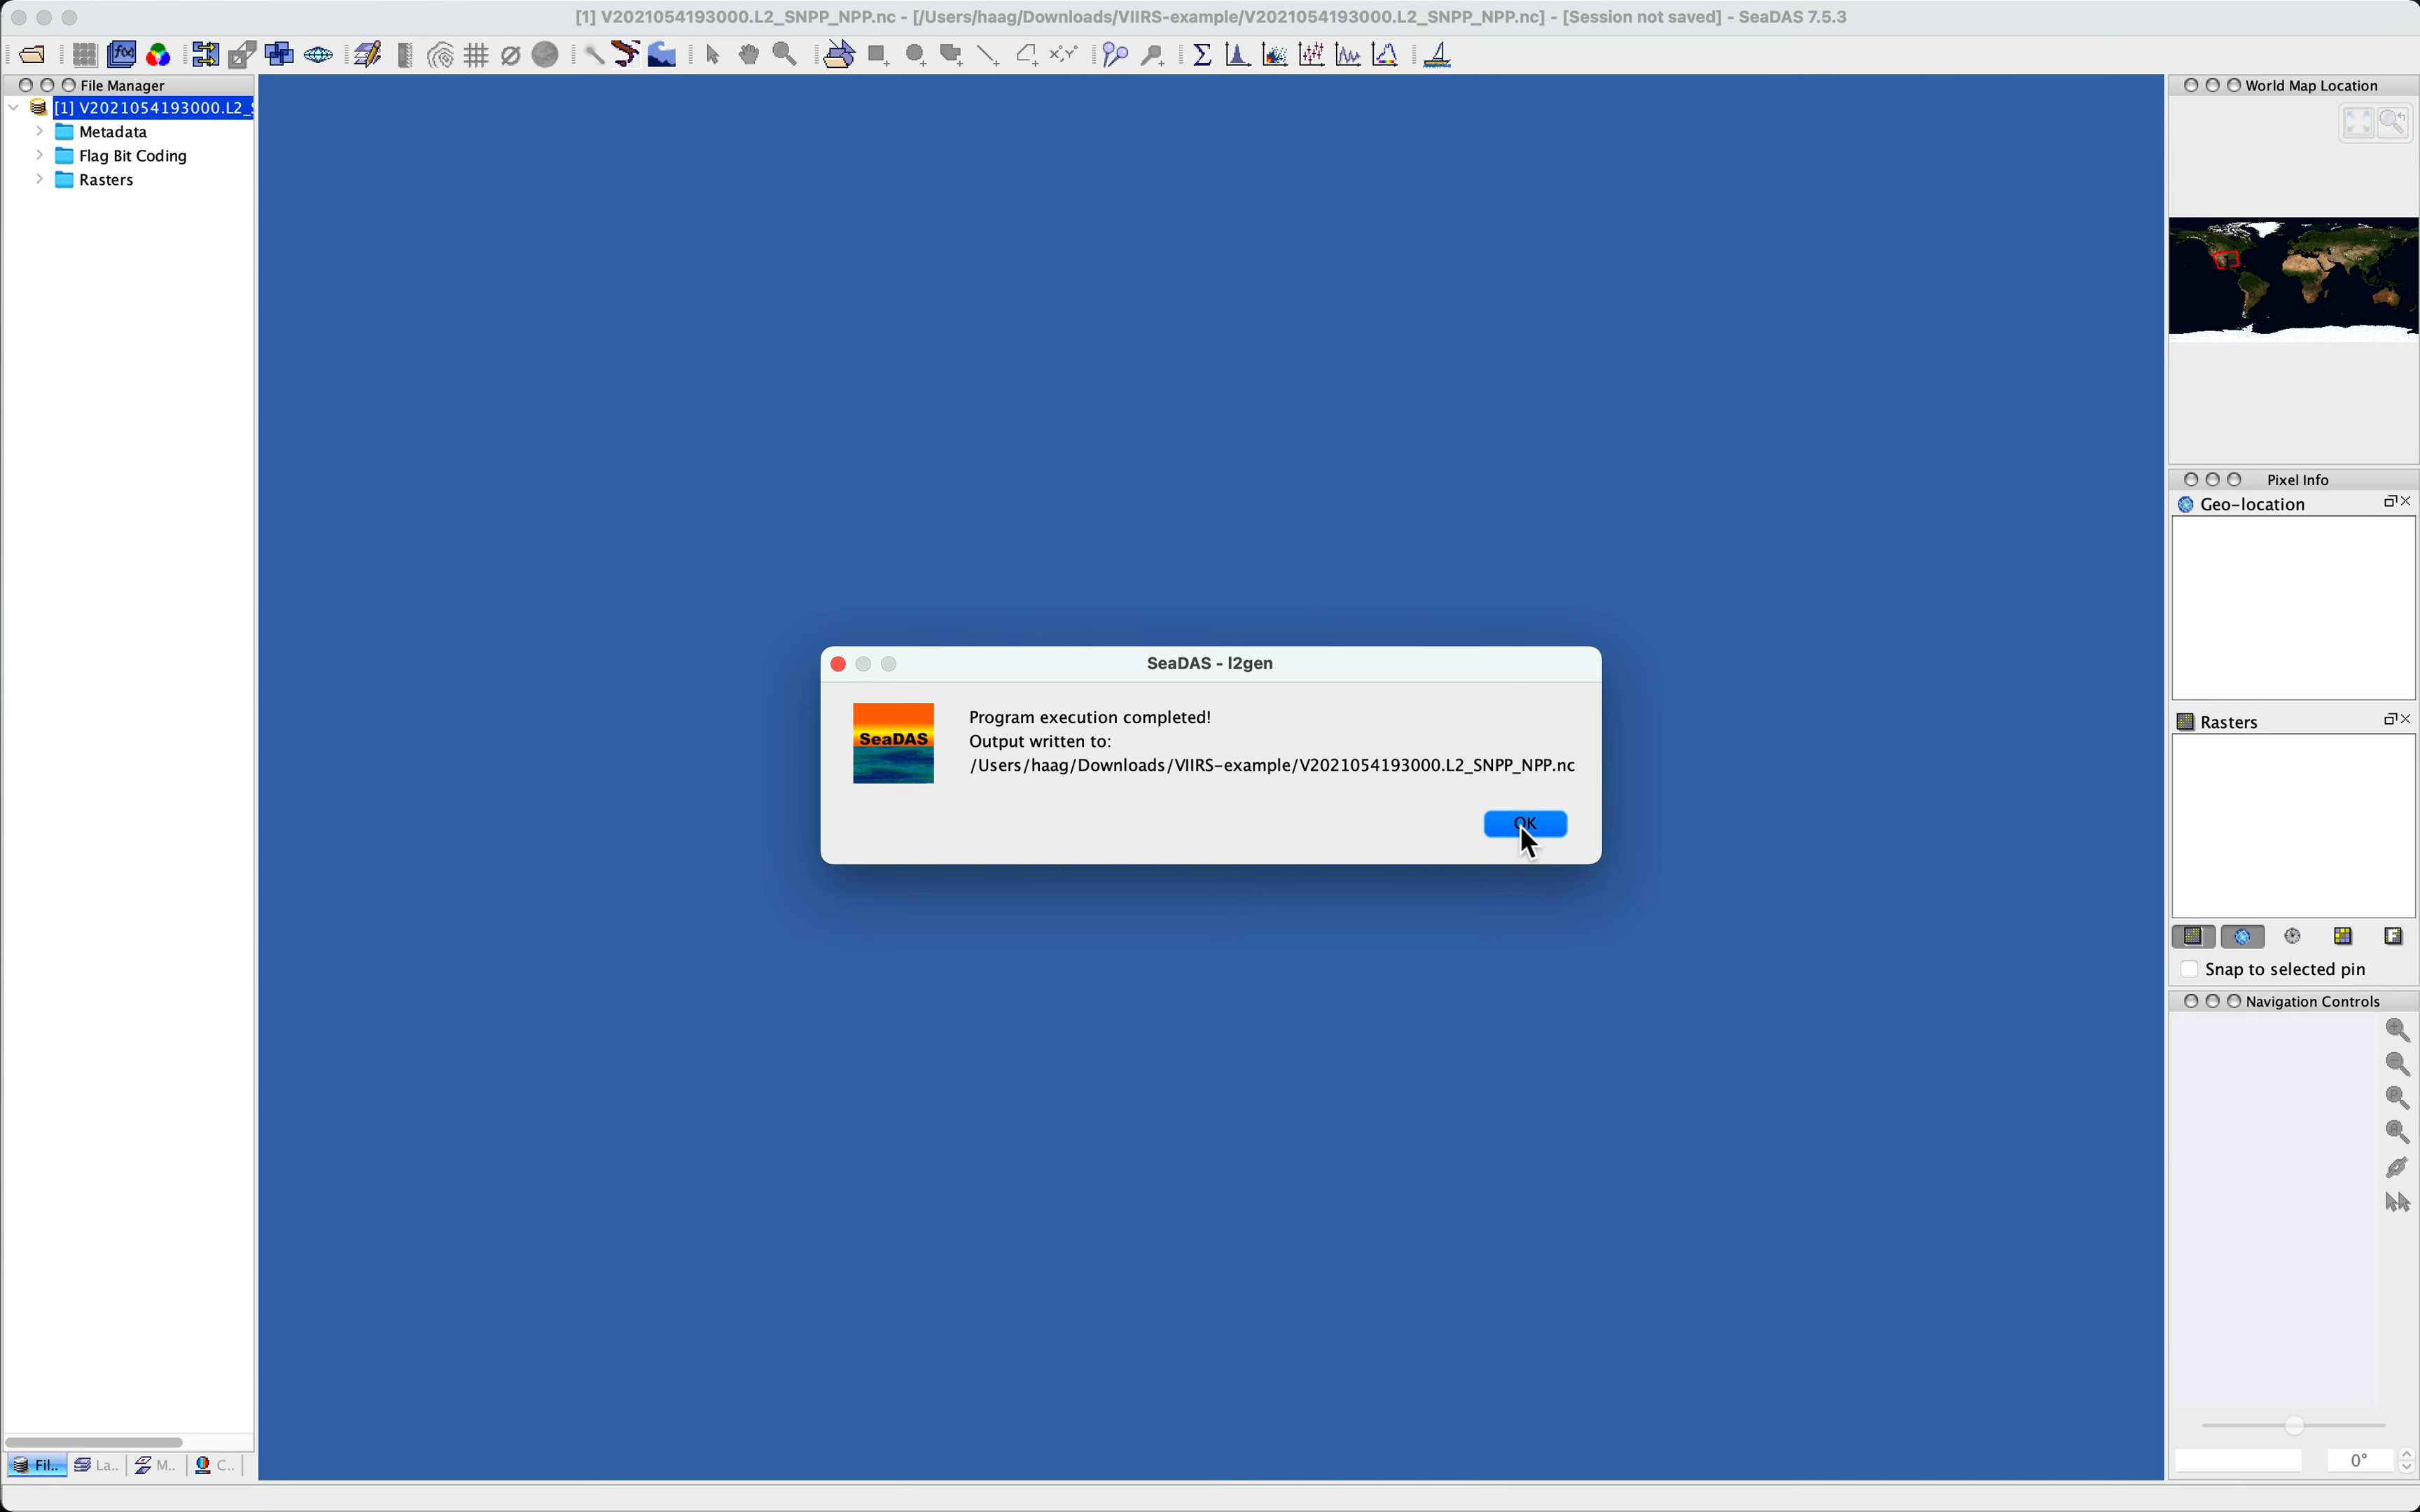 [1] V2021054193000.L2_SNPP_NPP.nc - [/Users/haag/Downloads/VIIRS-example/V2021054193000.L2_SNPP_NPP.nc] - [Session not saved] - SeaDAS 7.5.3
f(x)
File Manager
[1] V2021054193000.L2_
Metadata
Flag Bit Coding
Rasters
Fil..
La..
M..
C..
SeaDAS - l2gen
SeaDAS
Program execution completed!
Output written to:
/Users/haag/Downloads/VIIRS-example/V2021054193000.L2_SNPP_NPP.nc
OK
World Map Location
1
Pixel Info
Geo-location
Rasters
Snap to selected pin
Navigation Controls
0°